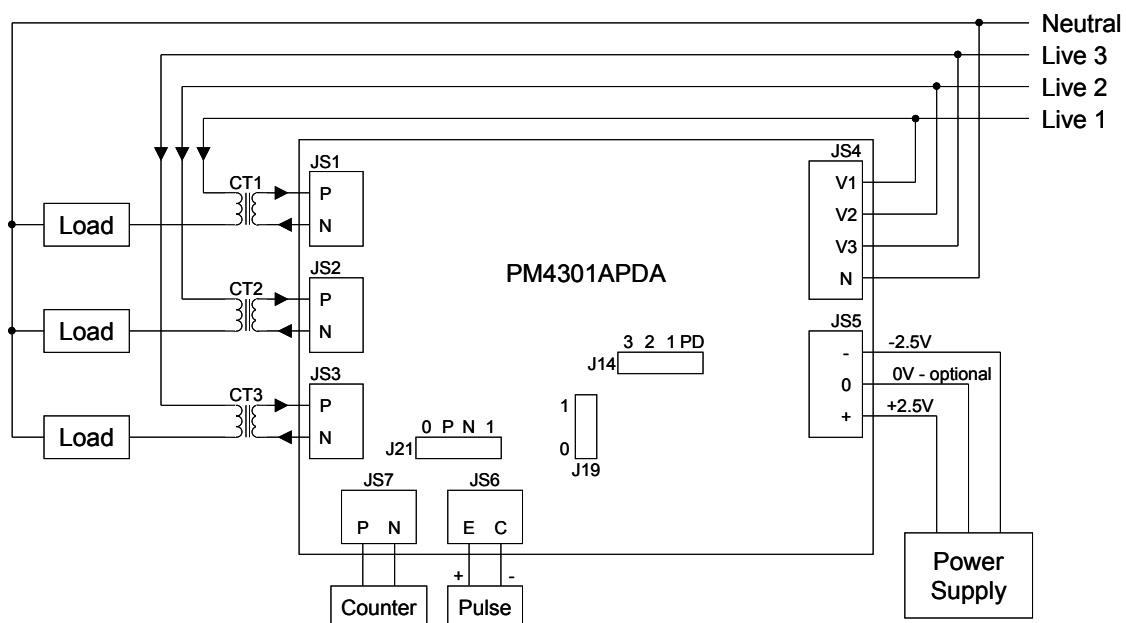 Neutral
Live 3
Live 2
Live 1
JS1
P
N
CT1
Load
JS2
P
N
CT2
Load
JS3
P
N
CT3
Load
PM4301APDA
JS4
V1
V2
V3
N
JS5
-
0
+
-2.5V
0V - optional
+2.5V
3 2 1 PD
J14
1
0
J19
0 P N 1
J21
JS7
P N
JS6
E C
+ -
Counter
Pulse
Power
Supply